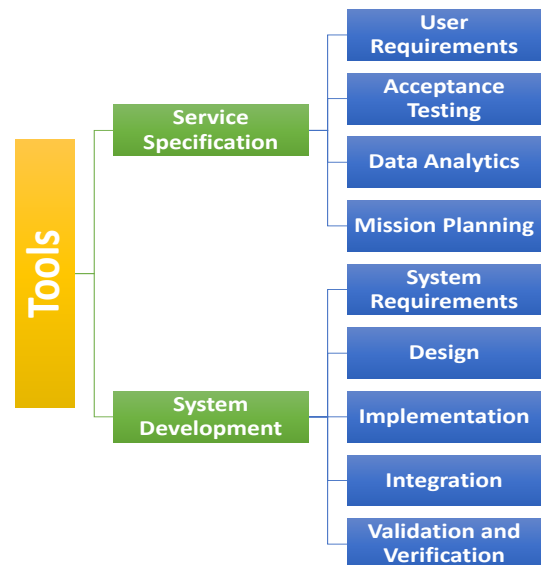 Tools
Service
Specification
User
Requirements
Acceptance
Testing
Data Analytics
Mission Planning
System
Development
System
Requirements
Design
Implementation
Integration
Validation and
Verification